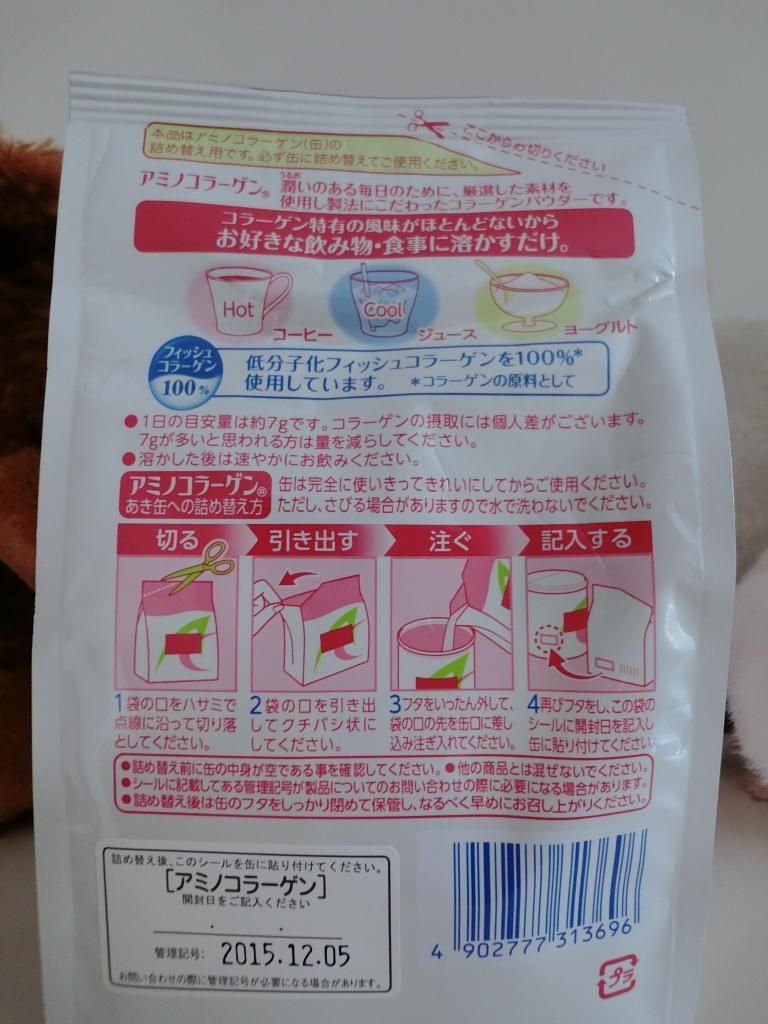 本品はアミノコラーゲン(缶)の
詰め替え用です。必ず缶に詰め替えてご使用ください。
ここからお切りください
うるお
アミノコラーゲン® 潤いのある毎日のために、厳選した素材を
使用し製法にこだわったコラーゲンパウダーです。
コラーゲン特有の風味がほとんどないから
お好きな飲み物・食事に溶かすだけ。
Hot
コーヒー
Cool
ジュース
ヨーグルト
フィッシュ
コラーゲン
100%
低分子化フィッシュコラーゲンを100%*
使用しています。 *コラーゲンの原料として
●1日の目安量は約7gです。コラーゲンの摂取には個人差がございます。
7gが多いと思われる方は量を減らしてください。
●溶かした後は速やかにお飲みください。
アミノコラーゲン®
あき缶への詰め替え方
缶は完全に使いきってきれいにしてからご使用ください。
ただし、さびる場合がありますので水で洗わないでください。
切る
引き出す
注ぐ
記入する
1袋の口をハサミで
点線に沿って切り落
としてください。
2袋の口を引き出
してクチバシ状に
してください。
3フタをいったん外して、
袋の口の先を缶口に差し
込み注ぎ入れてください。
4再びフタをし、この袋の
シールに開封日を記入し
缶に貼り付けてください。
●詰め替え前に缶の中身が空である事を確認してください。●他の商品とは混ぜないでください。
●シールに記載してある管理記号が製品についてのお問い合わせの際に必要になる場合があります。
●詰め替え後は缶のフタをしっかり閉めて保管し、なるべく早めにお召し上がりください。
詰め替え後、このシールを缶に貼り付けてください。
[アミノコラーゲン]
開封日をご記入ください
. .
管理記号: 2015.12.05
お問い合わせの際に管理記号が必要になる場合があります。
4 902777 313696
プラ